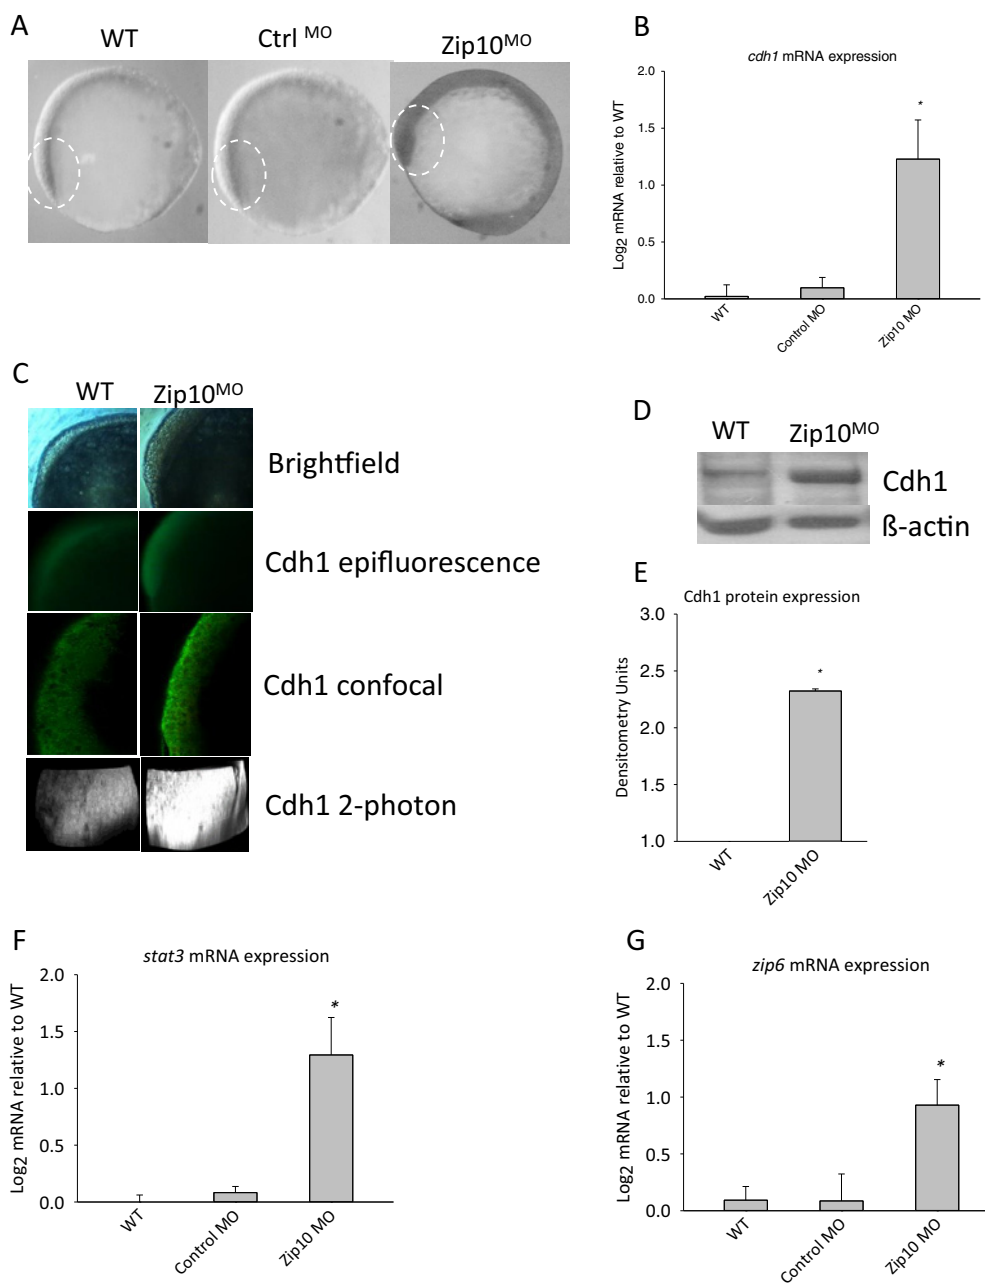 A
WT
Ctrl MO
Zip10MO
B
cdh1 mRNA expression
Log2 mRNA relative to WT
2.0
1.5
1.0
0.5
0.0
*
WT
Control MO
Zip10 MO
C
WT
Zip10MO
Brightfield
Cdh1 epifluorescence
Cdh1 confocal
Cdh1 2-photon
D
WT
Zip10MO
Cdh1
ß-actin
E
Cdh1 protein expression
Densitometry Units
3.0
2.5
2.0
1.5
1.0
*
WT
Zip10 MO
F
stat3 mRNA expression
Log2 mRNA relative to WT
2.0
1.5
1.0
0.5
0.0
*
WT
Control MO
Zip10 MO
G
zip6 mRNA expression
Log2 mRNA relative to WT
2.0
1.5
1.0
0.5
0.0
*
WT
Control MO
Zip10 MO